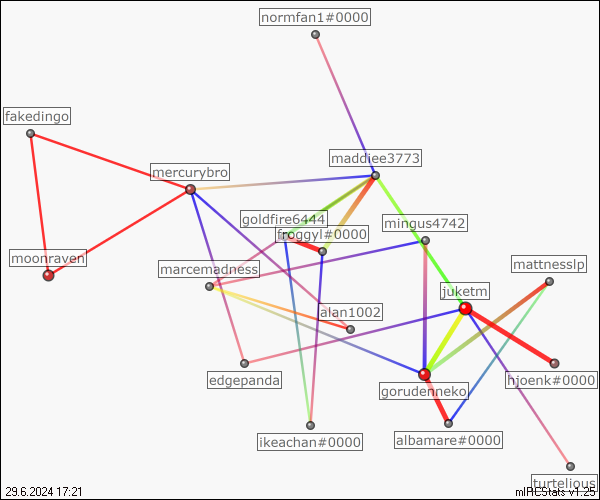 normfan1#0000
fakedingo
maddiee3773
mercurybro
goldfire6444
mingus4742
froggyl#0000
moonraven
marcemadness
mattnesslp
juketm
alan1002
edgepanda
hjoenk#0000
gorudenneko
ikeachan#0000
albamare#0000
turtelious
29.6.2024 17:21
mIRCStats v1.25